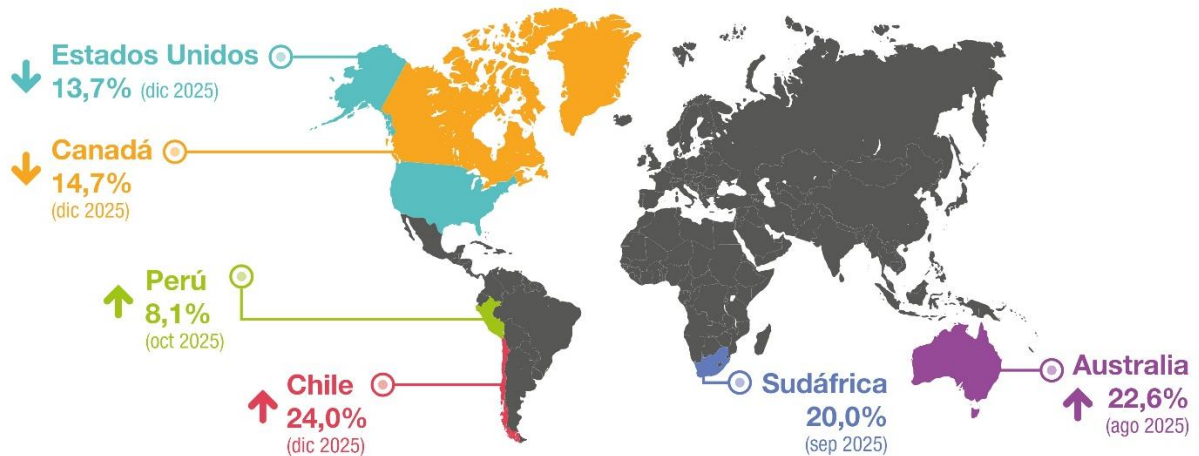 Estados Unidos
13,7% (dic 2025)
Canadá
14,7%
(dic 2025)
Perú
8,1%
(oct 2025)
Chile
24,0%
(dic 2025)
Sudáfrica
20,0%
(sep 2025)
Australia
22,6%
(ago 2025)